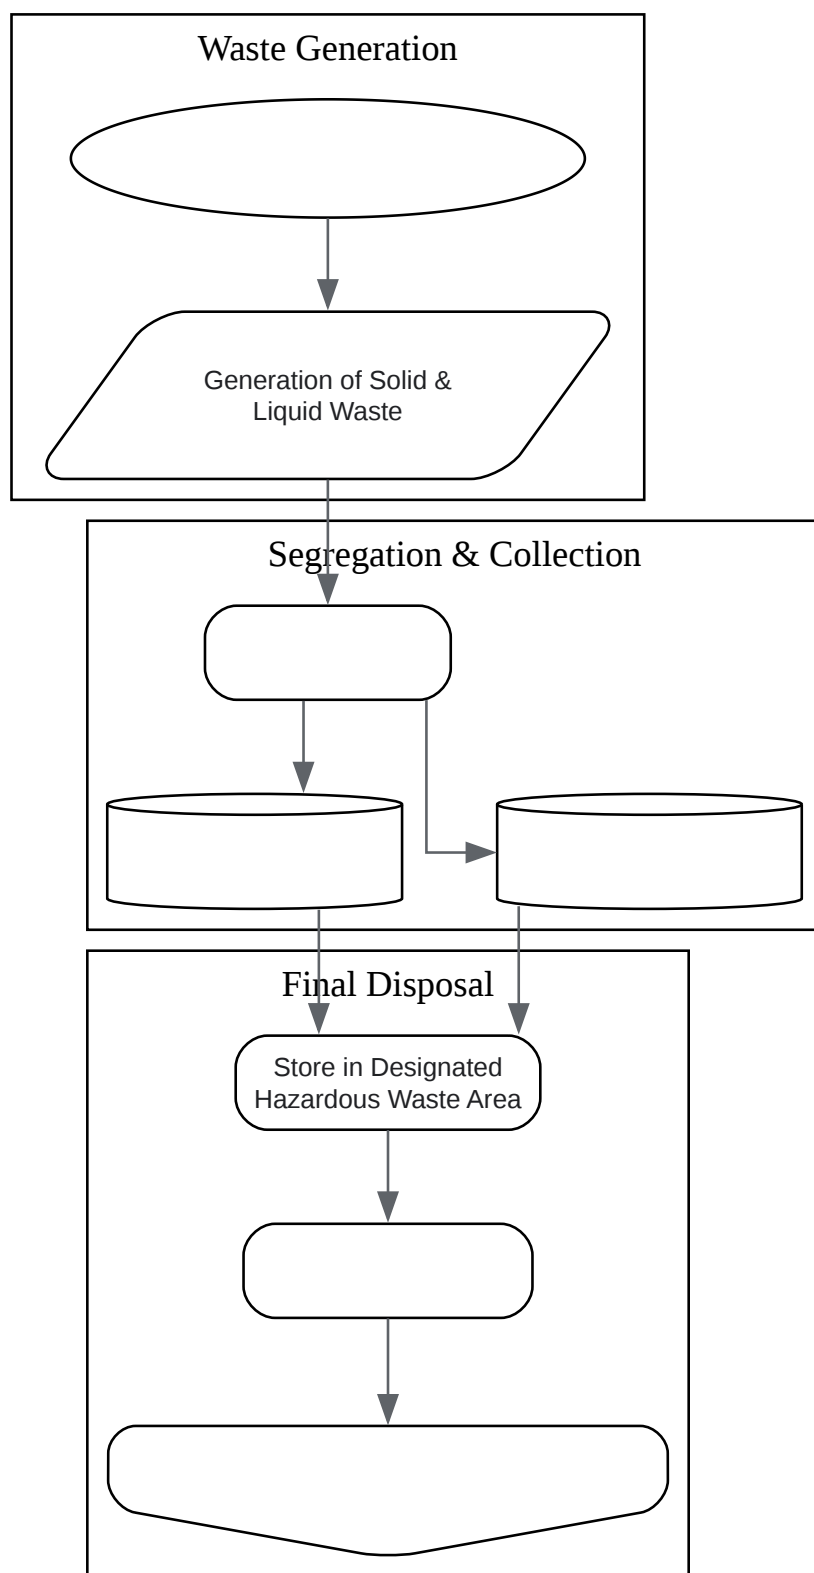 Waste Generation
Generation of Solid &
Liquid Waste
Segregation & Collection
Final Disposal
Store in Designated
Hazardous Waste Area